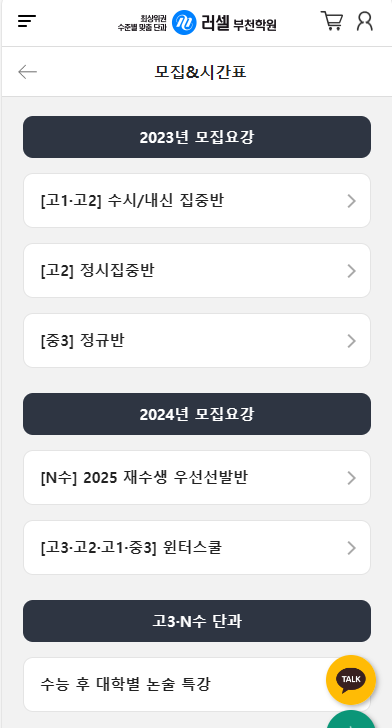 최상위권
수준별 맞춤 단과
러셀 부천학원
모집&시간표
2023년 모집요강
[고1·고2] 수시/내신 집중반
[고2] 정시집중반
[중3] 정규반
2024년 모집요강
[N수] 2025 재수생 우선선발반
[고3·고2·고1·중3] 윈터스쿨
고3·N수 단과
수능 후 대학별 논술 특강
TALK